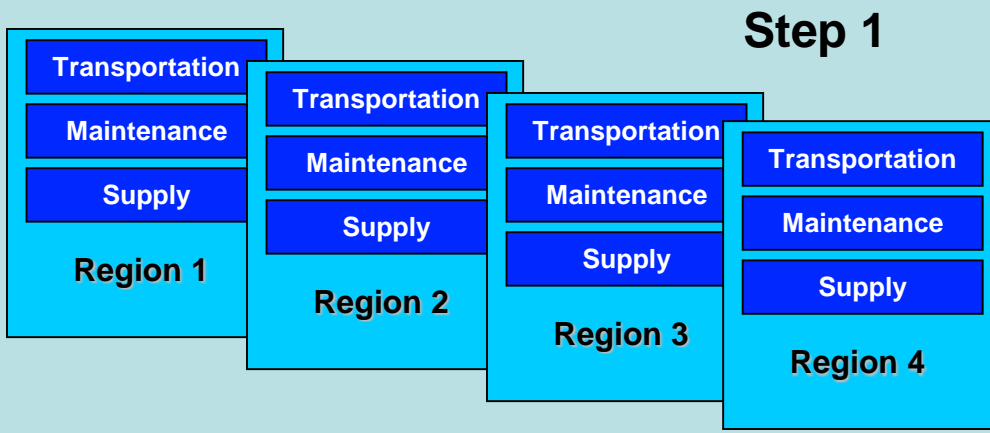 Step 1
Transportation
Maintenance
Supply
Region 1
Transportation
Maintenance
Supply
Region 2
Transportation
Maintenance
Supply
Region 3
Transportation
Maintenance
Supply
Region 4